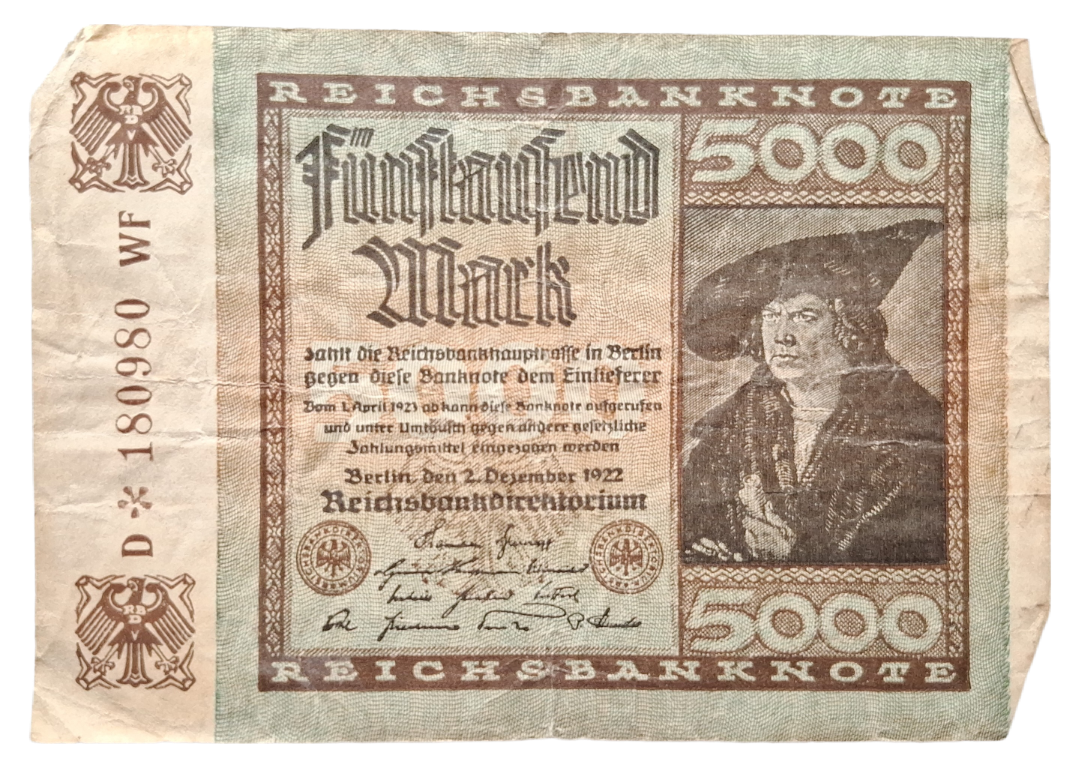 REICHSBANKNOTE
5000
Fünftausend
Mark
zahlt die Reichsbankhauptkasse in Berlin
gegen diese Banknote dem Einlieferer
Vom 1. April 1923 ab kann diese Banknote aufgerufen
und unter Umtausch gegen andere gesetzliche
Zahlungsmittel eingezogen werden
Berlin, den 2. Dezember 1922
Reichsbankdirektorium
5000
REICHSBANKNOTE
D * 180980 WF
RBD
RBD